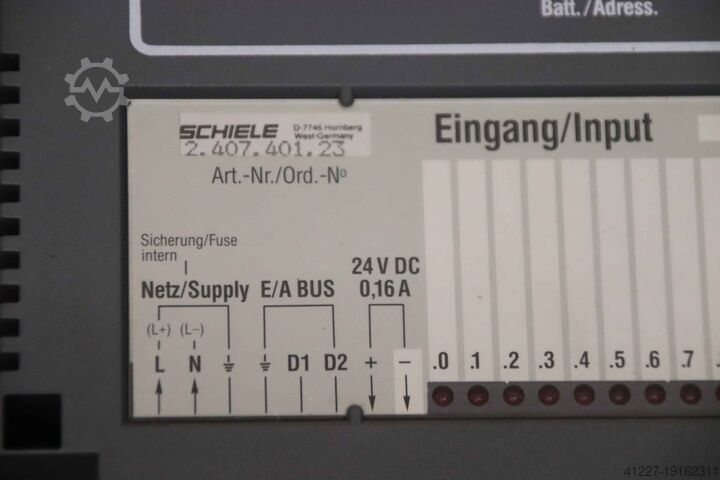 Batt./Adress.
SCHIELE D-7746 Hornberg
West-Germany
2.407.401.23
Art.-Nr./Ord.-Nº
Eingang/Input
Sicherung/Fuse
intern
Netz/Supply E/A BUS 24 V DC
0,16 A
(L+) (L–)
L N D1 D2 + – .0 .1 .2 .3 .4 .5 .6 .7
41227-19162311